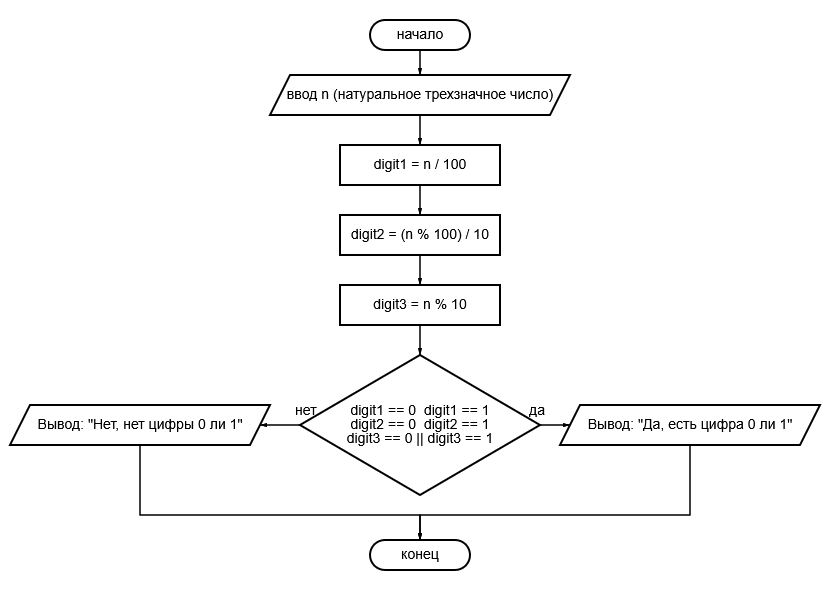 начало
ввод n (натуральное трехзначное число)
digit1 = n / 100
digit2 = (n % 100) / 10
digit3 = n % 10
нет
digit1 == 0  digit1 == 1
digit2 == 0  digit2 == 1
digit3 == 0 || digit3 == 1
да
Вывод: "Нет, нет цифры 0 ли 1"
Вывод: "Да, есть цифра 0 ли 1"
конец